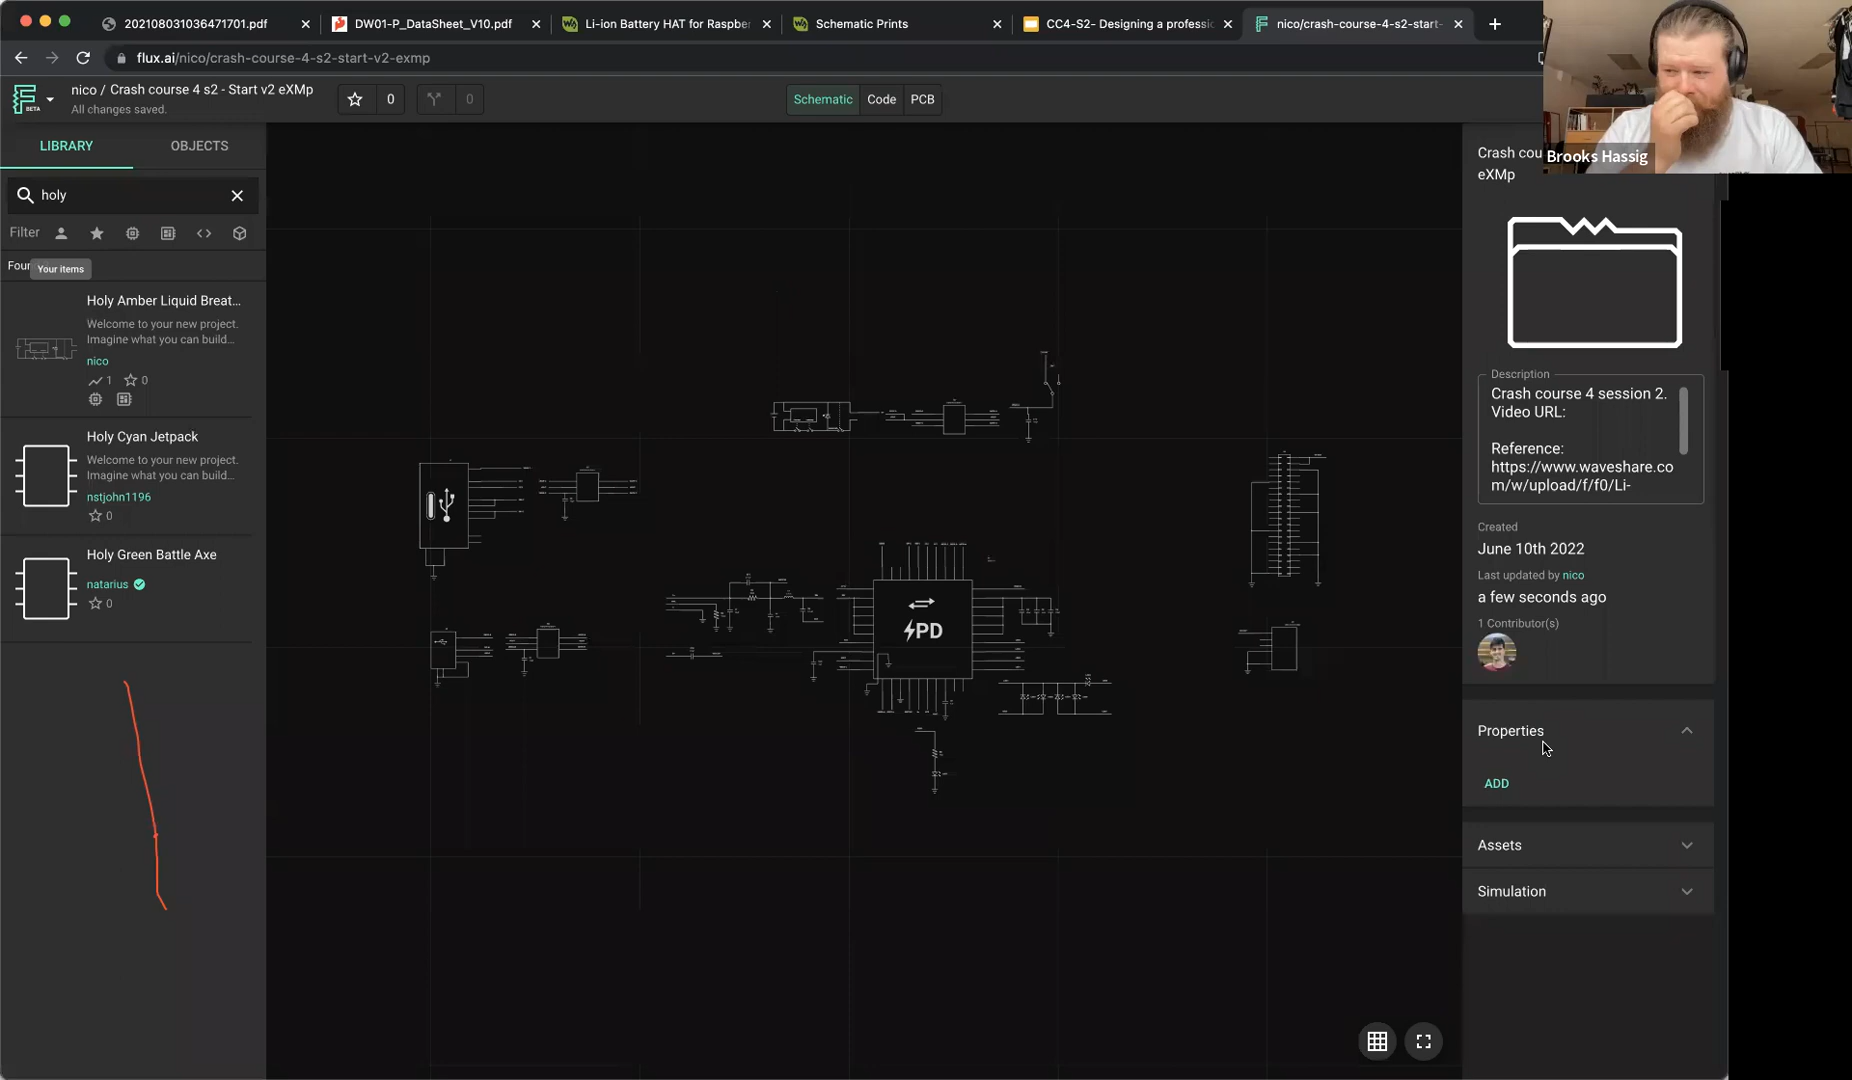 202108031036471701.pdf
DW01-P_DataSheet_V10.pdf
Li-ion Battery HAT for Raspbe
Schematic Prints
CC4-S2- Designing a professi
nico/crash-course-4-s2-start-
flux.ai/nico/crash-course-4-s2-start-v2-exmp
BETA
nico / Crash course 4 s2 - Start v2 eXMp
All changes saved.
0
0
Schematic
Code
PCB
Brooks Hassig
LIBRARY
OBJECTS
holy
Filter
Four
Your items
Holy Amber Liquid Breat...
Welcome to your new project.
Imagine what you can build...
nico
1
0
Holy Cyan Jetpack
Welcome to your new project.
Imagine what you can build...
nstjohn1196
0
Holy Green Battle Axe
natarius
0
PD
Crash cou
eXMp
Description
Crash course 4 session 2.
Video URL:
Reference:
https://www.waveshare.co
m/w/upload/f/f0/Li-
Created
June 10th 2022
Last updated by nico
a few seconds ago
1 Contributor(s)
Properties
ADD
Assets
Simulation